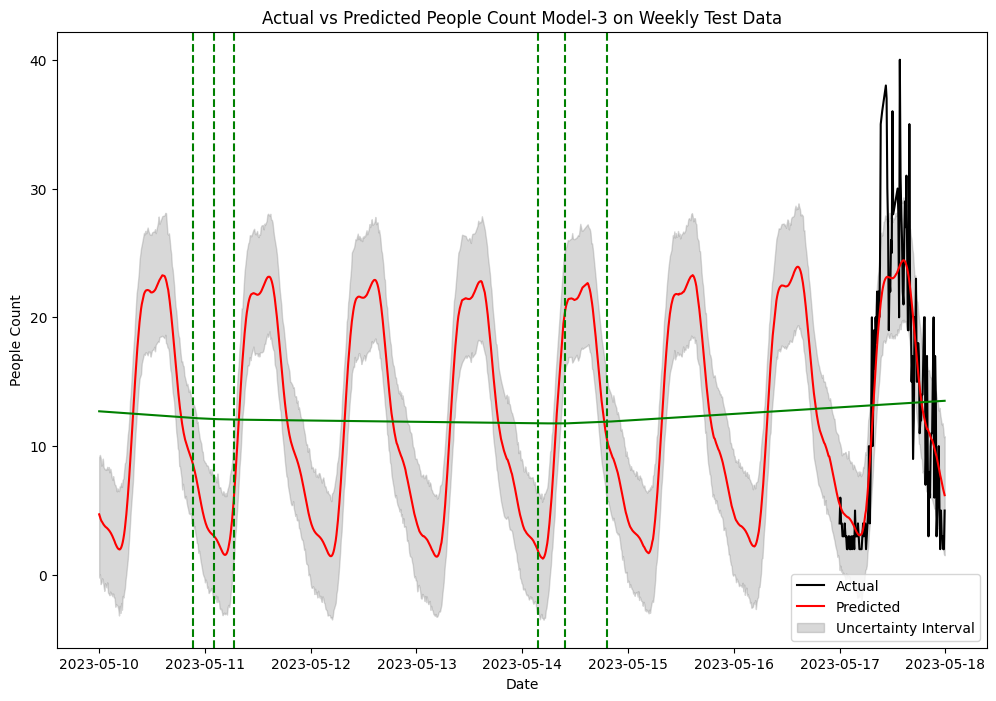 Actual vs Predicted People Count Model-3 on Weekly Test Data
People Count
40
30
20
10
0
Actual
Predicted
Uncertainty Interval
2023-05-10 2023-05-11 2023-05-12 2023-05-13 2023-05-14 2023-05-15 2023-05-16 2023-05-17 2023-05-18
Date